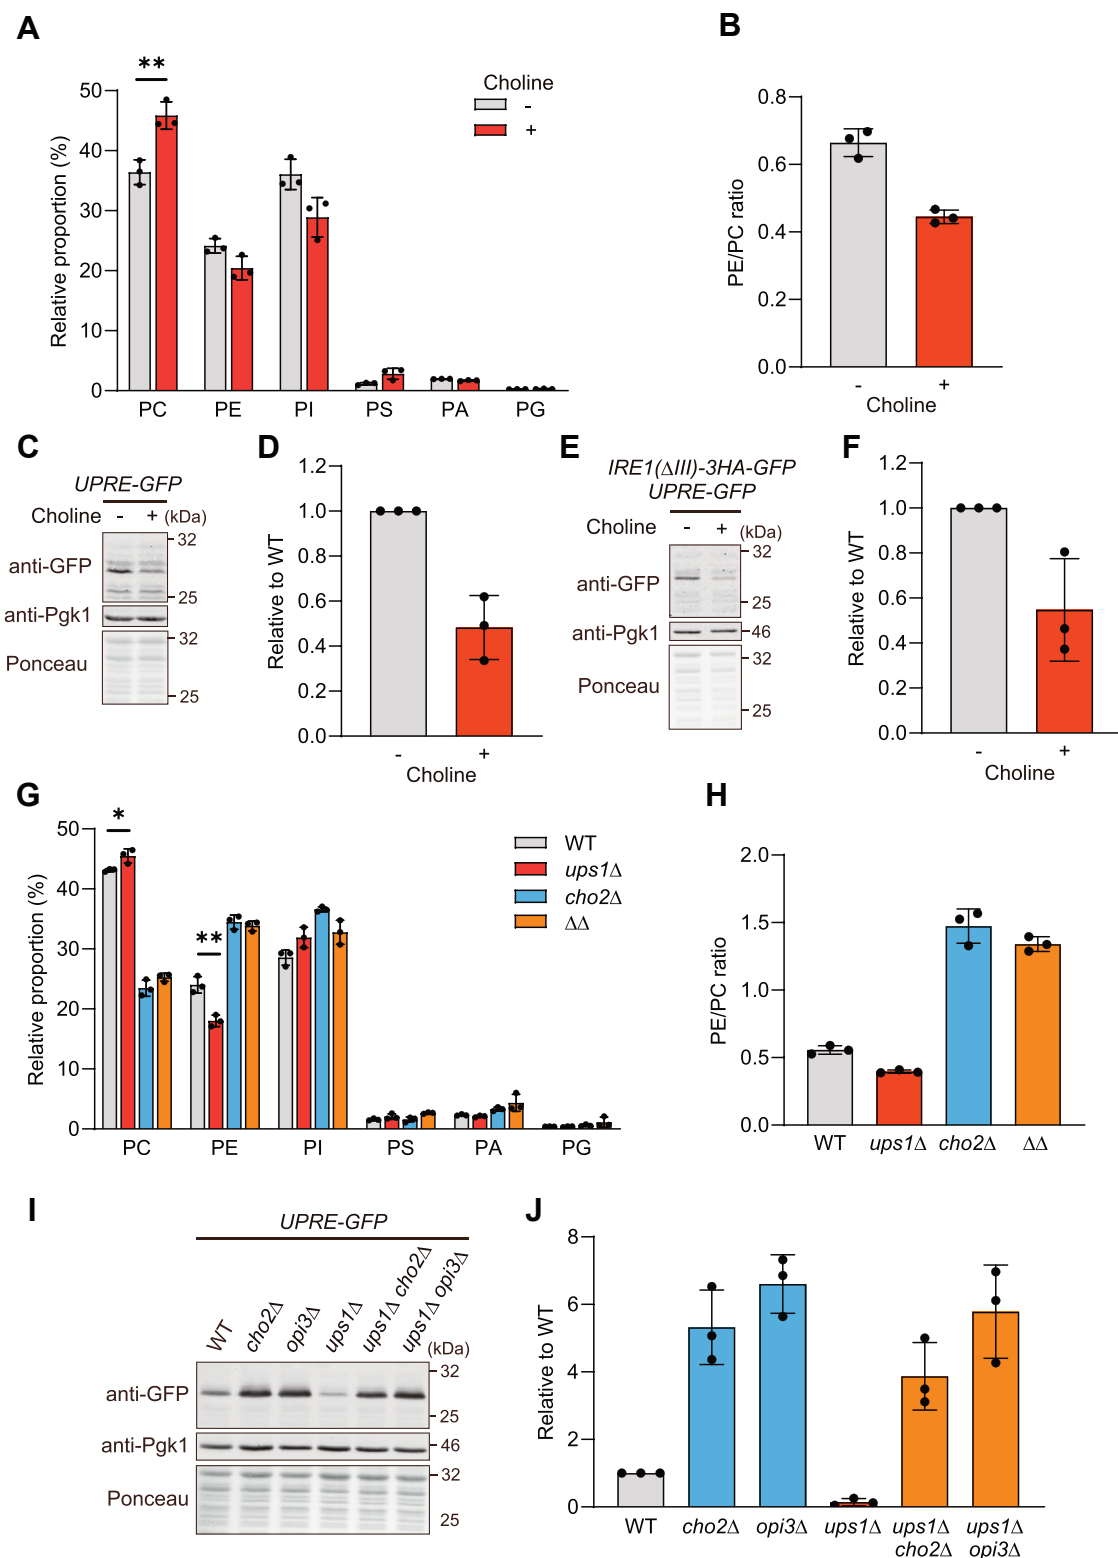 A
**
Choline
-
+
Relative proportion (%)
50
40
30
20
10
0
PC PE PI PS PA PG
B
PE/PC ratio
0.8
0.6
0.4
0.2
0.0
- +
Choline
C
UPRE-GFP
Choline - + (kDa)
anti-GFP
32
25
anti-Pgk1
Ponceau
32
25
D
Relative to WT
1.2
1.0
0.8
0.6
0.4
0.2
0.0
- +
Choline
E
IRE1(ΔIII)-3HA-GFP
UPRE-GFP
Choline - + (kDa)
anti-GFP
32
25
anti-Pgk1 46
Ponceau
32
25
F
Relative to WT
1.2
1.0
0.8
0.6
0.4
0.2
0.0
- +
Choline
G
*
**
WT
ups1Δ
cho2Δ
ΔΔ
Relative proportion (%)
50
40
30
20
10
0
PC PE PI PS PA PG
H
PE/PC ratio
2.0
1.5
1.0
0.5
0.0
WT ups1Δ cho2Δ ΔΔ
I
UPRE-GFP
WT
cho2Δ
opi3Δ
ups1Δ
ups1Δ cho2Δ
ups1Δ opi3Δ
(kDa)
anti-GFP
32
25
anti-Pgk1 46
Ponceau
32
25
J
Relative to WT
8
6
4
2
0
WT cho2Δ opi3Δ ups1Δ ups1Δ ups1Δ
cho2Δ opi3Δ